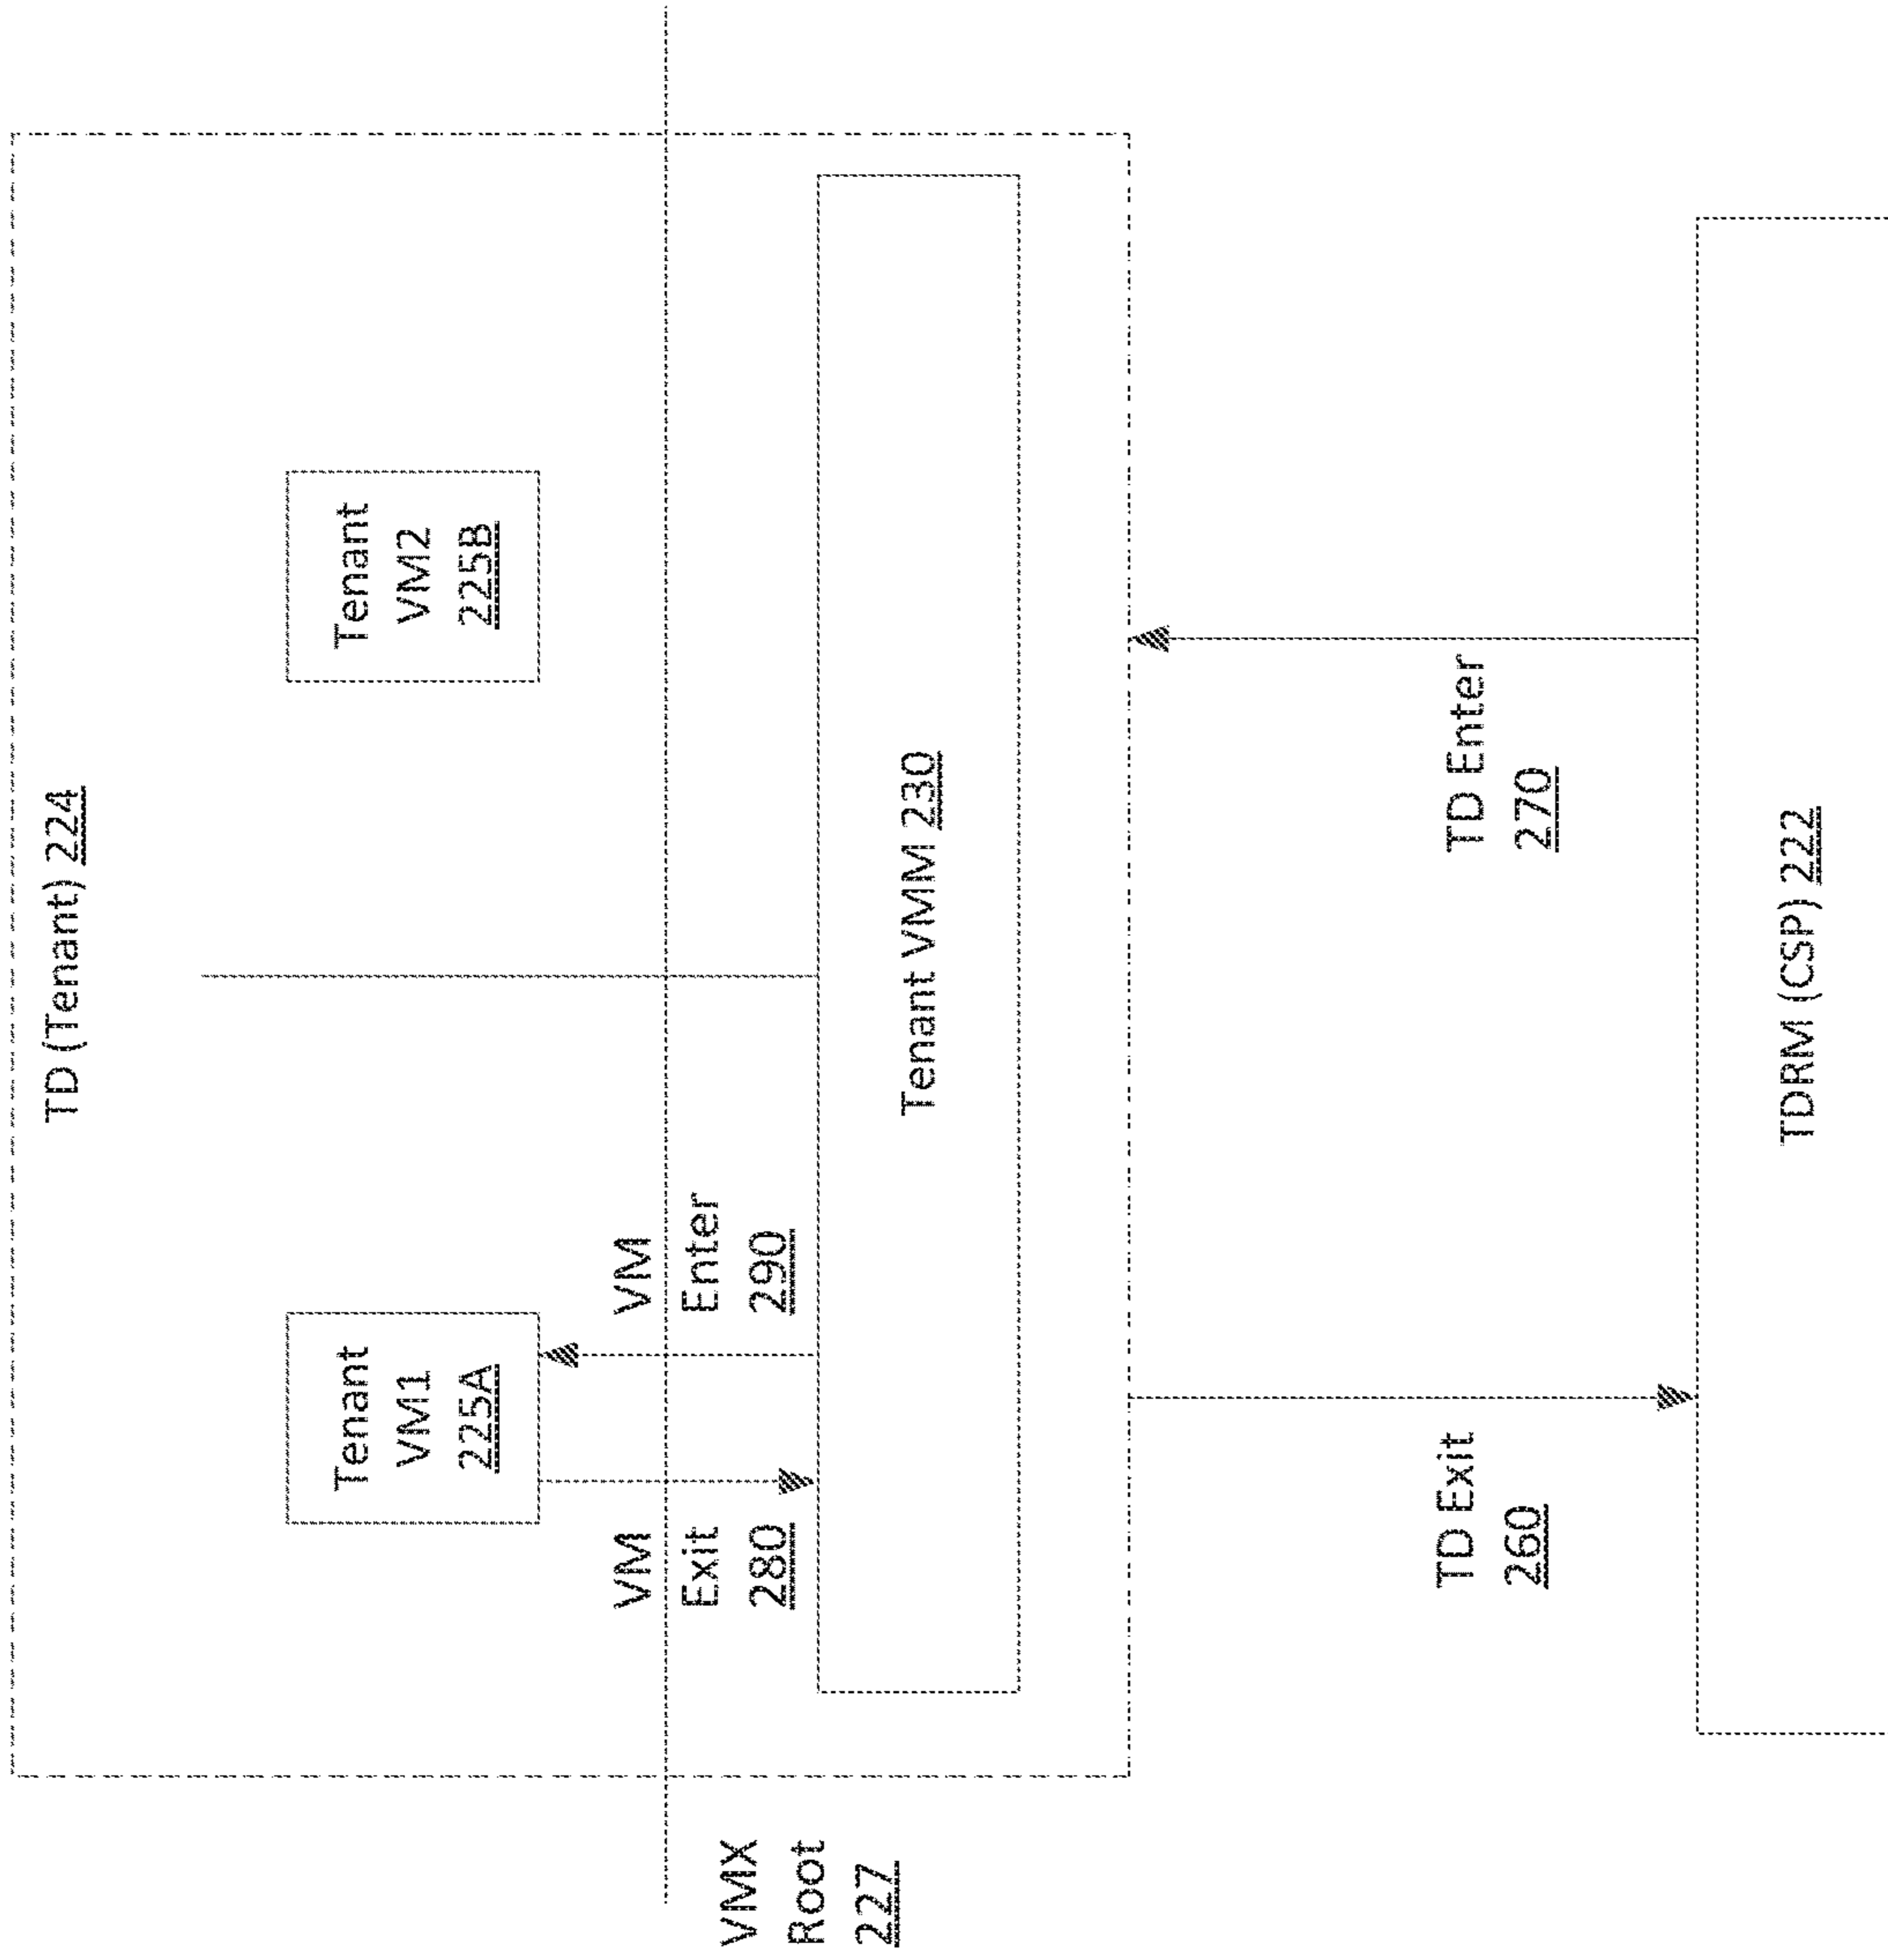 TD (Tenant) 224
Tenant
VM1
225A
Tenant
VM2
225B
VM
Exit
280
VM
Enter
290
VMX
Root
227
Tenant VMM 230
TD Exit
260
TD Enter
270
TDRM (CSP) 222